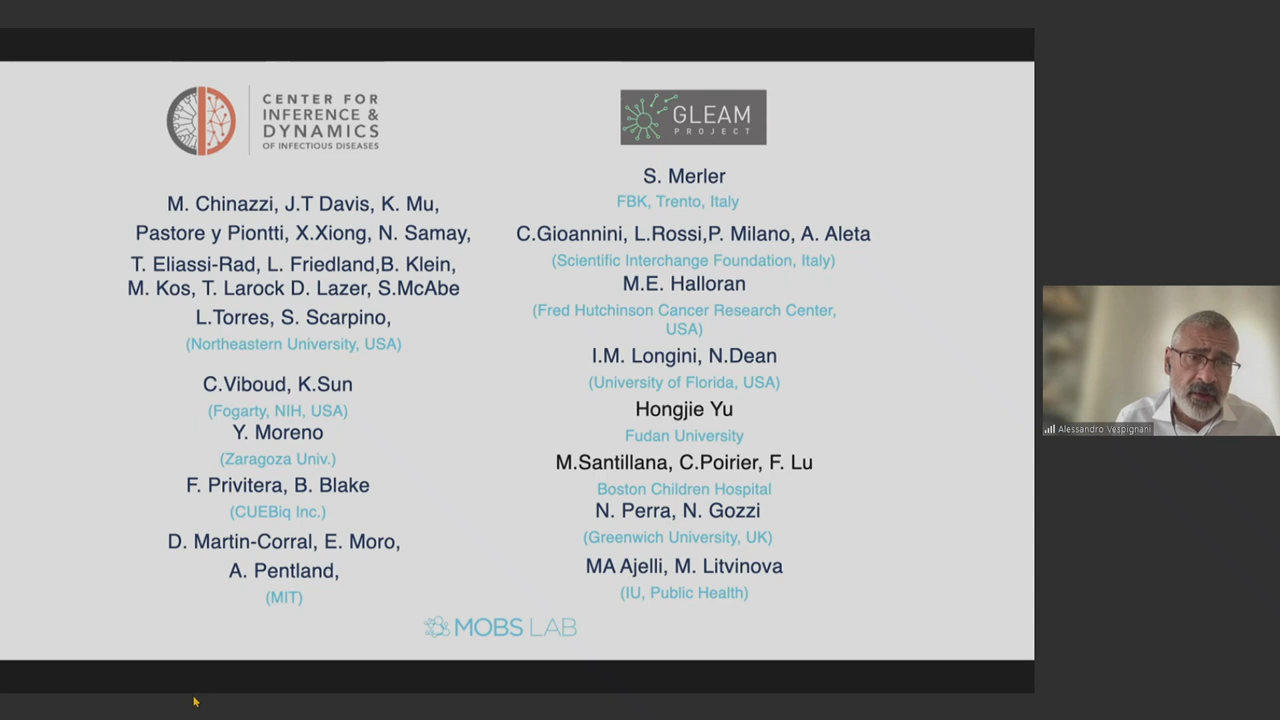 CENTER FOR
INFERENCE &
DYNAMICS
OF INFECTIOUS DISEASES
M. Chinazzi, J.T Davis, K. Mu,
Pastore y Piontti, X.Xiong, N. Samay,
T. Eliassi-Rad, L. Friedland,B. Klein,
M. Kos, T. Larock D. Lazer, S.McAbe
L.Torres, S. Scarpino,
(Northeastern University, USA)
C.Viboud, K.Sun
(Fogarty, NIH, USA)
Y. Moreno
(Zaragoza Univ.)
F. Privitera, B. Blake
(CUEBiq Inc.)
D. Martin-Corral, E. Moro,
A. Pentland,
(MIT)
GLEAM
PROJECT
S. Merler
FBK, Trento, Italy
C.Gioannini, L.Rossi,P. Milano, A. Aleta
(Scientific Interchange Foundation, Italy)
M.E. Halloran
(Fred Hutchinson Cancer Research Center,
USA)
I.M. Longini, N.Dean
(University of Florida, USA)
Hongjie Yu
Fudan University
M.Santillana, C.Poirier, F. Lu
Boston Children Hospital
N. Perra, N. Gozzi
(Greenwich University, UK)
MA Ajelli, M. Litvinova
(IU, Public Health)
MOBS LAB
Alessandro Vespignani